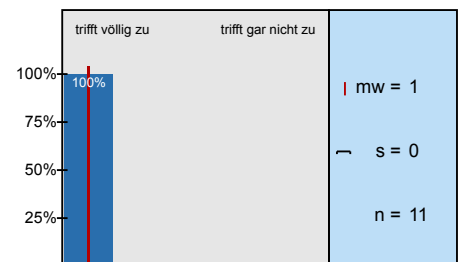 trifft völlig zu trifft gar nicht zu
100%
100%
mw = 1
75%
50%
s = 0
25%
n = 11